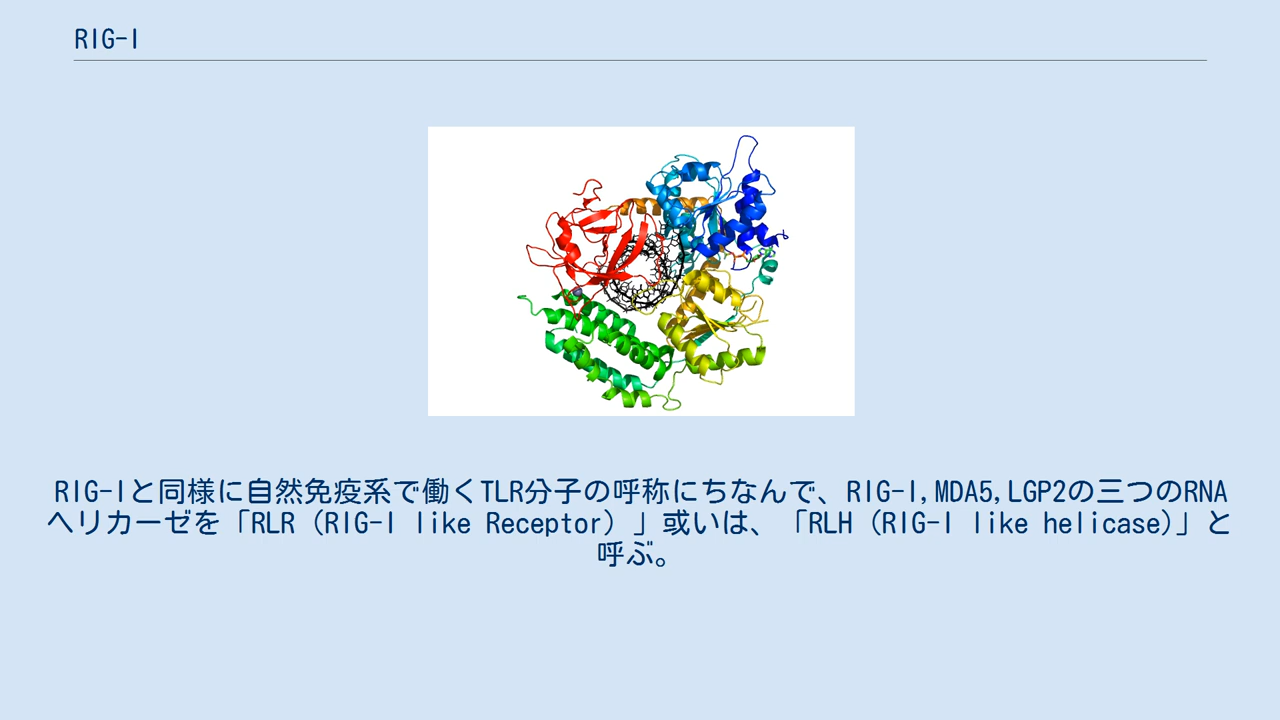 RIG-I
RIG-Iと同様に自然免疫系で働くTLR分子の呼称にちなんで、RIG-I,MDA5,LGP2の三つのRNA
ヘリカーゼを「RLR（RIG-I like Receptor）」或いは、「RLH（RIG-I like helicase)」と
呼ぶ。